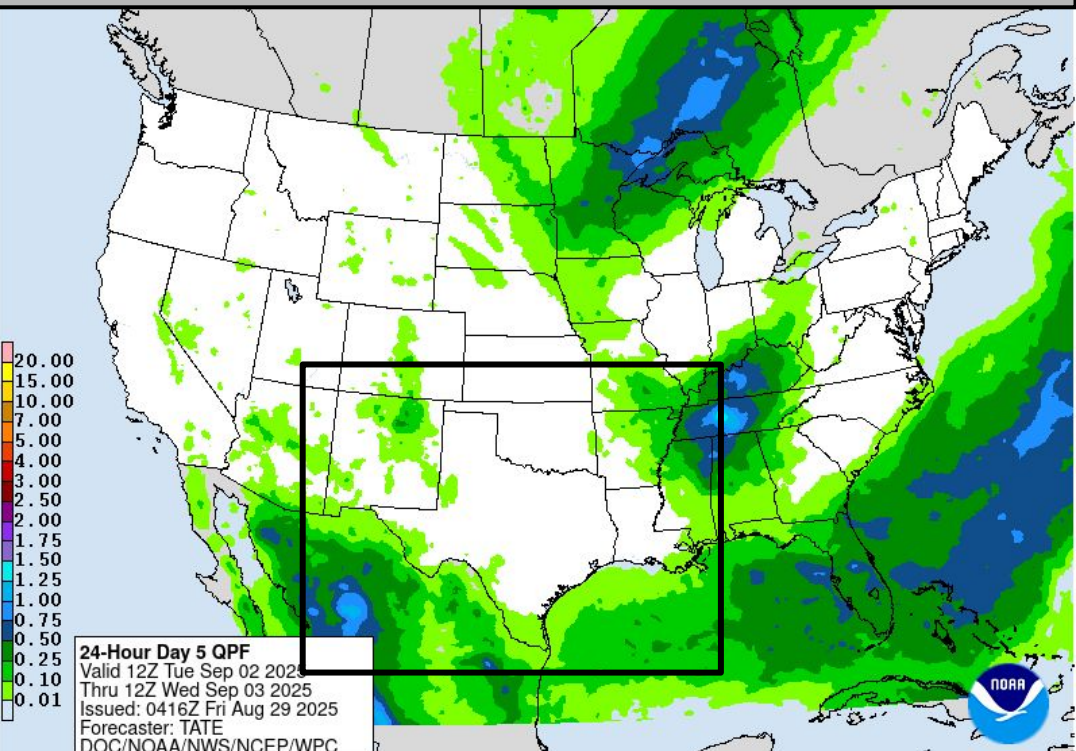 20.00
15.00
10.00
7.00
5.00
4.00
3.00
2.50
2.00
1.75
1.50
1.25
1.00
0.75
0.50
0.25
0.10
0.01
24-Hour Day 5 QPF
Valid 12Z Tue Sep 02 2025
Thru 12Z Wed Sep 03 2025
Issued: 0416Z Fri Aug 29 2025
Forecaster: TATE
DOC/NOAA/NWS/NCEP/WPC
NOAA